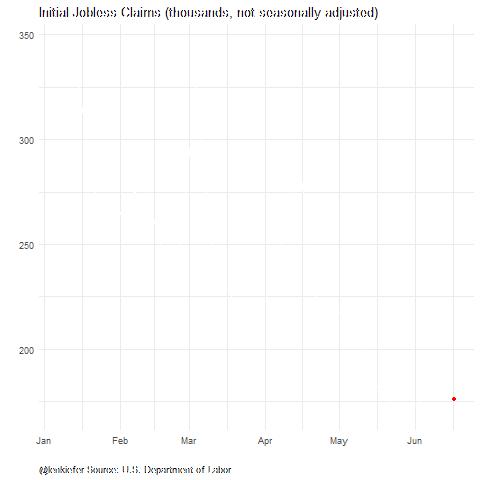 Initial Jobless Claims (thousands, not seasonally adjusted)
350
300
250
200
Jan Feb Mar Apr May Jun
@lenkiefer Source: U.S. Department of Labor